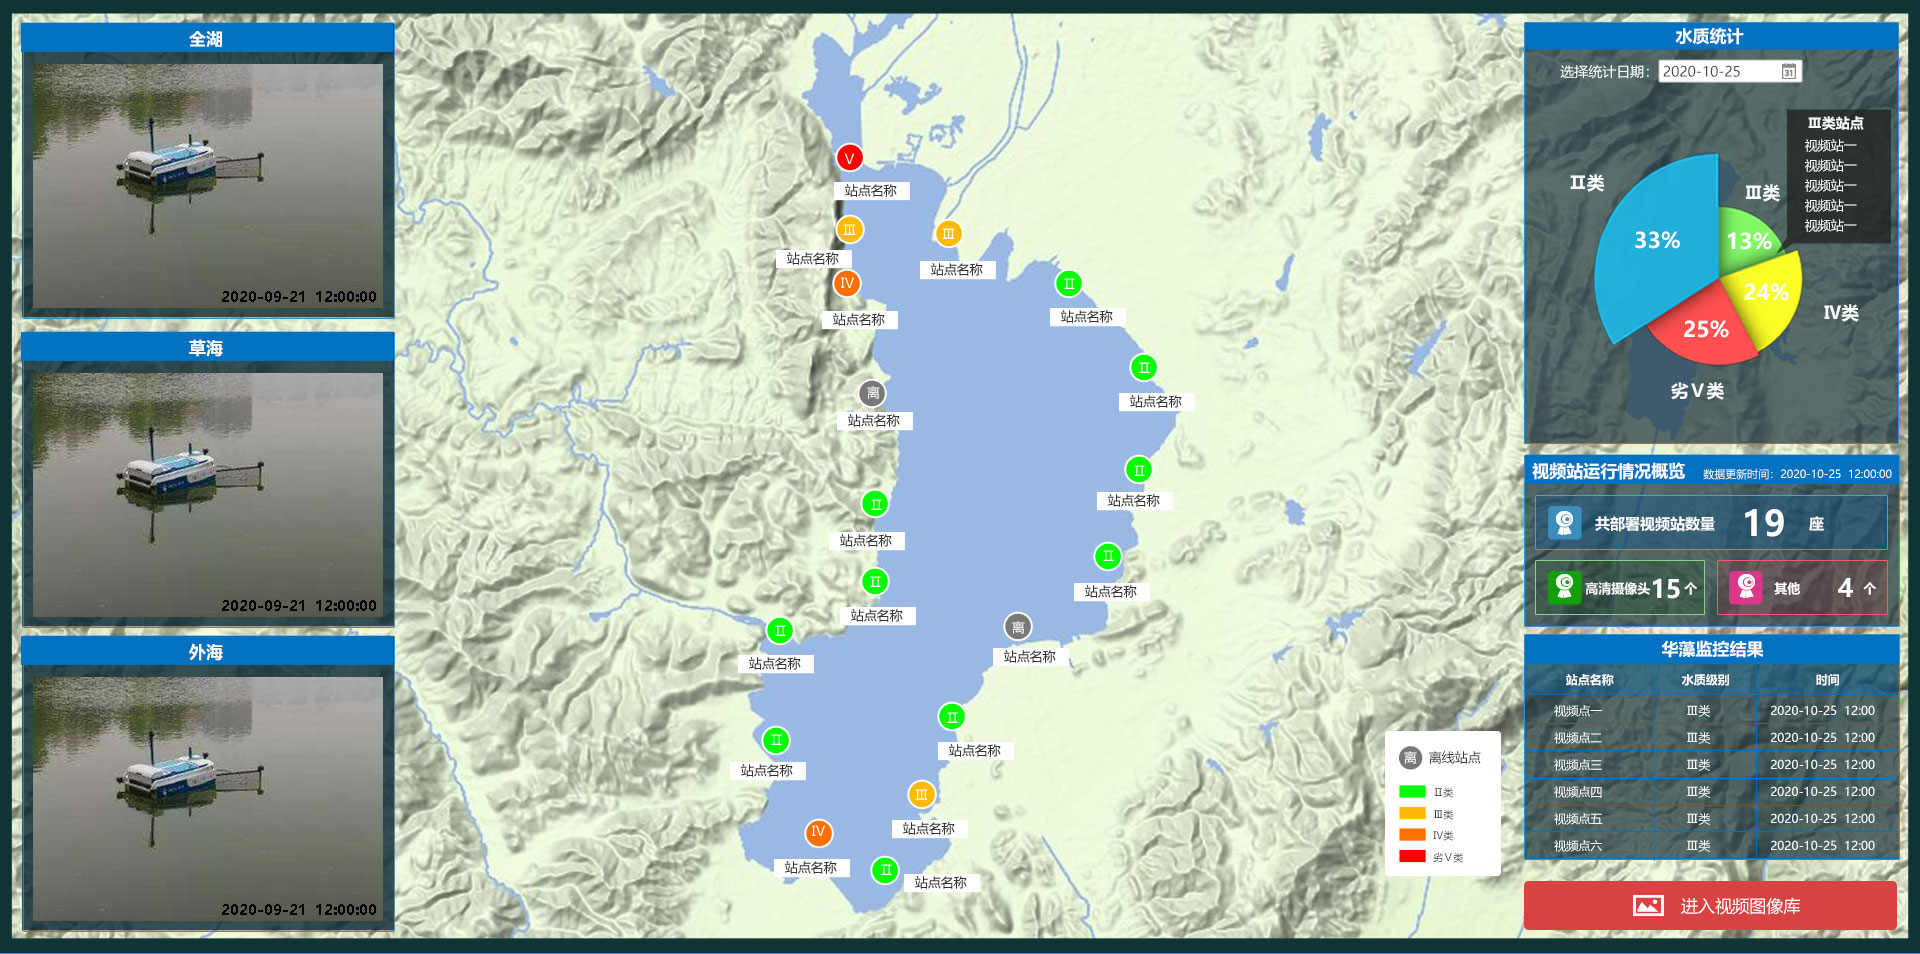 全湖
2020-09-21 12:00:00
草海
2020-09-21 12:00:00
外海
2020-09-21 12:00:00
V
站点名称
Ⅲ
站点名称
Ⅲ
站点名称
Ⅳ
站点名称
Ⅱ
站点名称
Ⅱ
站点名称
离
站点名称
Ⅱ
站点名称
Ⅱ
站点名称
Ⅱ
站点名称
Ⅱ
站点名称
离
站点名称
Ⅱ
站点名称
Ⅱ
站点名称
Ⅱ
站点名称
Ⅲ
站点名称
Ⅳ
站点名称
Ⅱ
站点名称
离 离线站点
Ⅱ类
Ⅲ类
Ⅳ类
劣Ⅴ类
水质统计
选择统计日期： 2020-10-25 31
Ⅲ类站点
视频站一
视频站一
视频站一
视频站一
视频站一
Ⅱ类
Ⅲ类
33%
13%
24%
Ⅳ类
25%
劣Ⅴ类
视频站运行情况概览 数据更新时间：2020-10-25 12:00:00
共部署视频站数量 19 座
高清摄像头 15 个
其他 4 个
华藻监控结果
站点名称 水质级别 时间
视频点一 Ⅲ类 2020-10-25 12:00
视频点二 Ⅲ类 2020-10-25 12:00
视频点三 Ⅲ类 2020-10-25 12:00
视频点四 Ⅲ类 2020-10-25 12:00
视频点五 Ⅲ类 2020-10-25 12:00
视频点六 Ⅲ类 2020-10-25 12:00
进入视频图像库